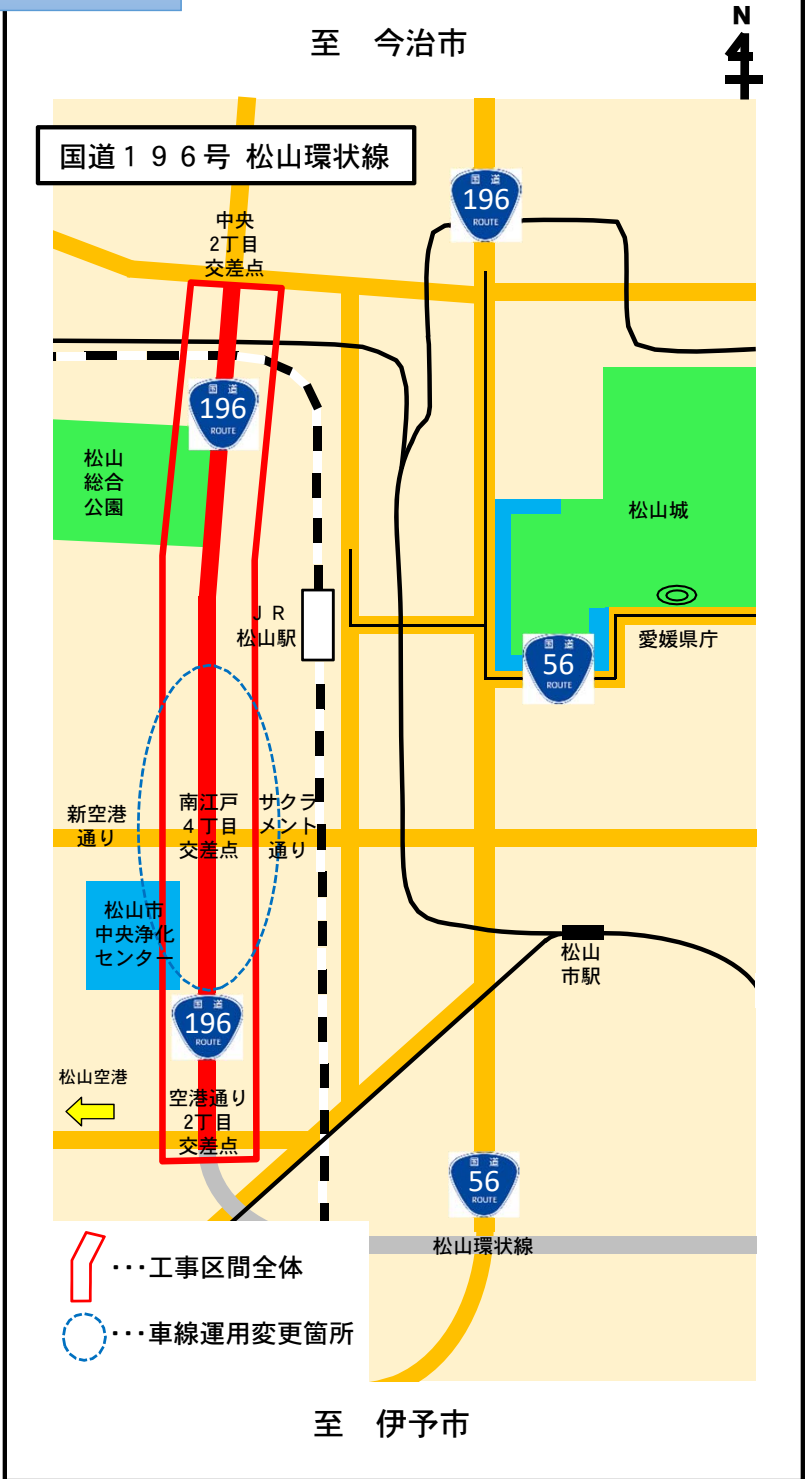 N
至　今治市
国道１９６号 松山環状線
国 道
196
ROUTE
中央
2丁目
交差点
国 道
196
ROUTE
松山
総合
公園
松山城
ＪＲ
松山駅
愛媛県庁
国 道
56
ROUTE
新空港
通り
南江戸
４丁目
交差点
サクラ
メント
通り
松山市
中央浄化
センター
松山
市駅
国 道
196
ROUTE
松山空港
空港通り
2丁目
交差点
国 道
56
ROUTE
松山環状線
・・・工事区間全体
・・・車線運用変更箇所
至　伊予市